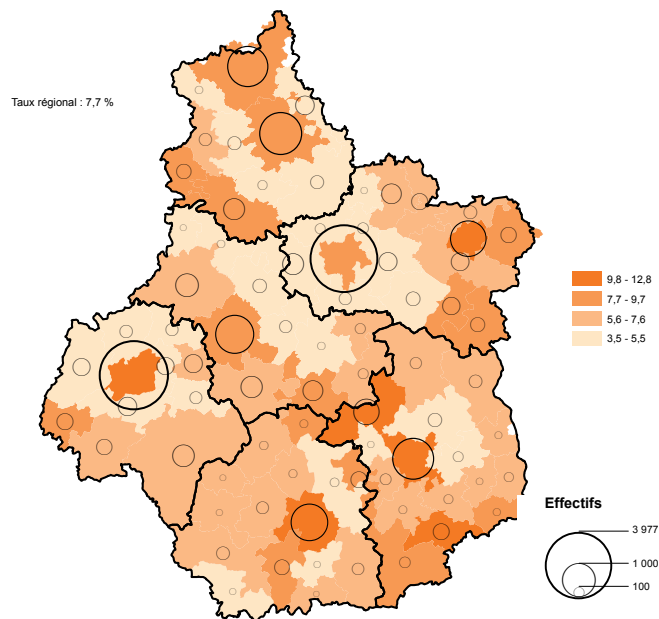 Taux régional : 7,7 %
9,8 - 12,8
7,7 - 9,7
5,6 - 7,6
3,5 - 5,5
Effectifs
3 977
1 000
100